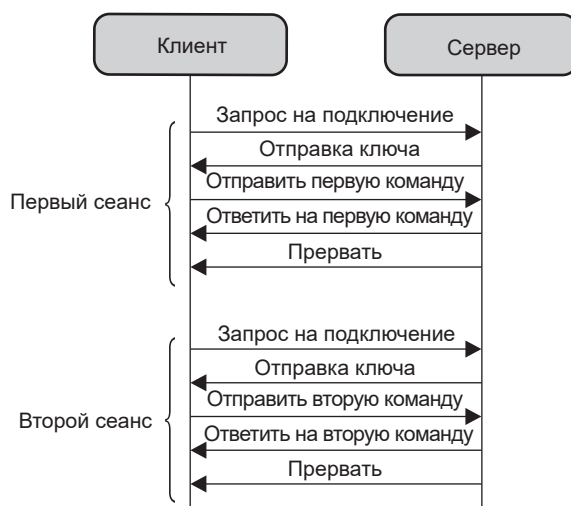 Клиент
Сервер
Запрос на подключение
Отправка ключа
Отправить первую команду
Первый сеанс
Ответить на первую команду
Прервать
Запрос на подключение
Отправка ключа
Отправить вторую команду
Второй сеанс
Ответить на вторую команду
Прервать